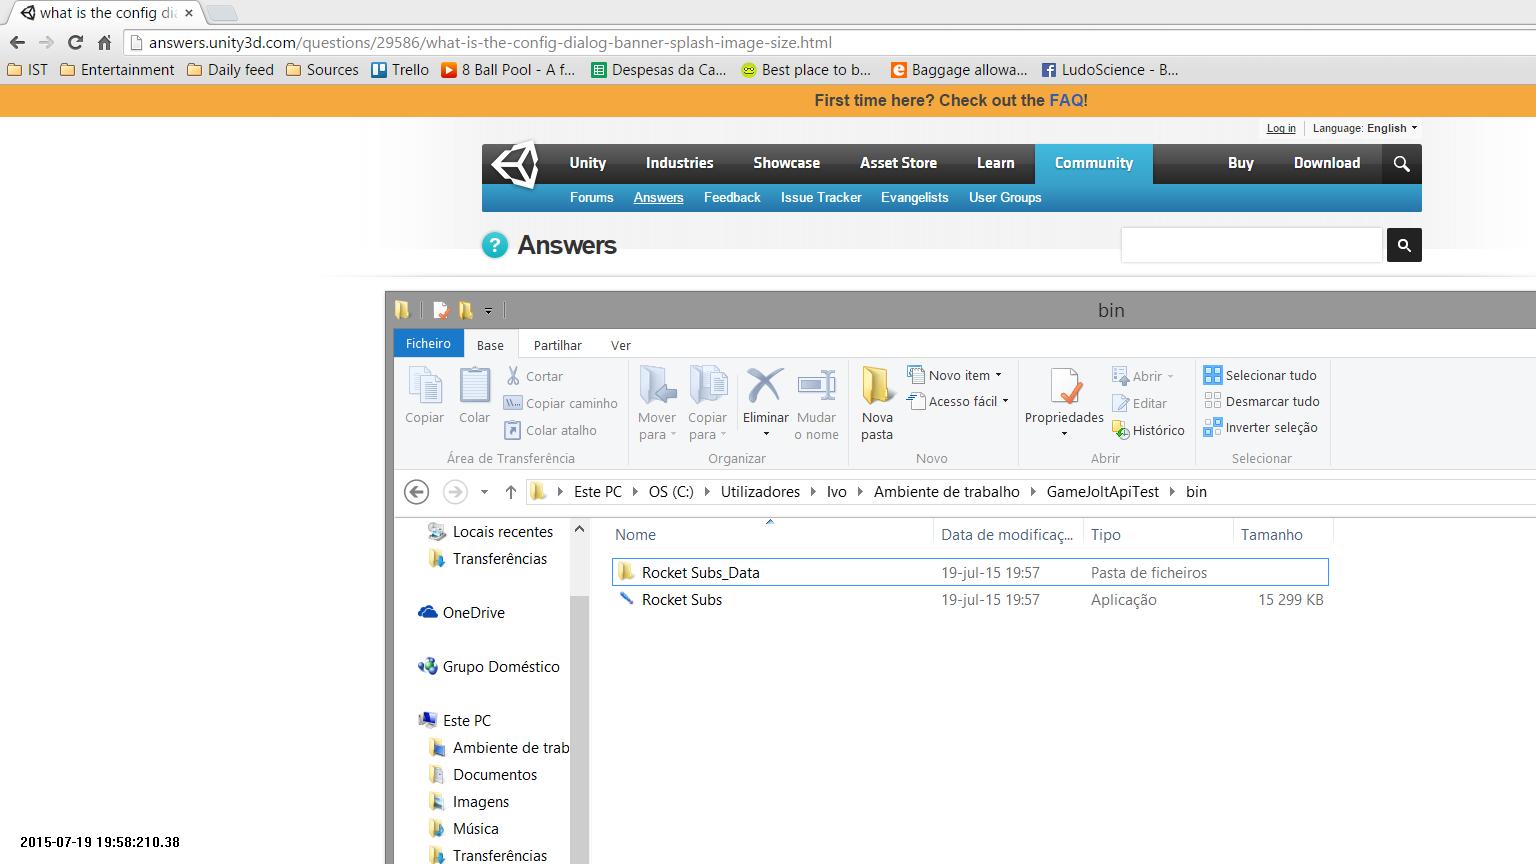 what is the config di
answers.unity3d.com/questions/29586/what-is-the-config-dialog-banner-splash-image-size.html
IST Entertainment Daily feed Sources Trello 8 Ball Pool - A f... Despesas da Ca... Best place to b... Baggage allowa... LudoScience - B...
First time here? Check out the FAQ!
Log in Language: English
Unity Industries Showcase Asset Store Learn Community Buy Download
Forums Answers Feedback Issue Tracker Evangelists User Groups
? Answers
bin
Ficheiro Base Partilhar Ver
Copiar Colar Cortar Copiar caminho Colar atalho
Área de Transferência
Mover para Copiar para Eliminar Mudar o nome
Organizar
Nova pasta Novo item Acesso fácil
Novo
Propriedades Abrir Editar Histórico
Abrir
Selecionar tudo Desmarcar tudo Inverter seleção
Selecionar
Este PC OS (C:) Utilizadores Ivo Ambiente de trabalho GameJoltApiTest bin
Locais recentes
Transferências
OneDrive
Grupo Doméstico
Este PC
Ambiente de trab
Documentos
Imagens
Música
Transferências
Nome Data de modificaç... Tipo Tamanho
Rocket Subs_Data 19-jul-15 19:57 Pasta de ficheiros
Rocket Subs 19-jul-15 19:57 Aplicação 15 299 KB
2015-07-19 19:58:210.38